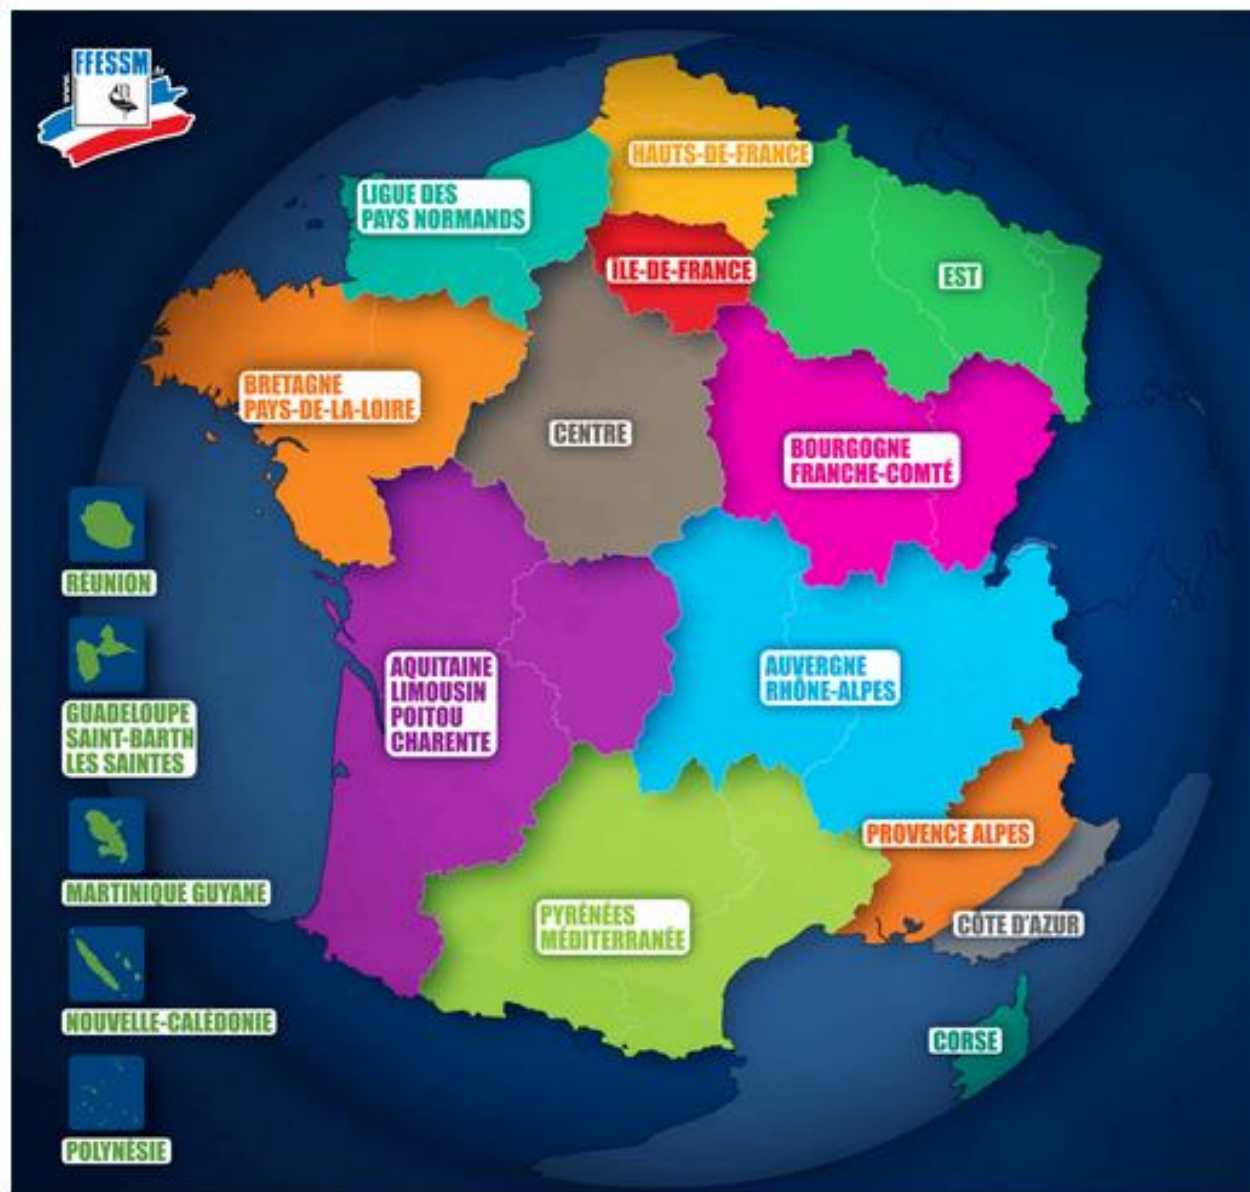 FFESSM
HAUTS-DE-FRANCE
LIGUE DES
PAYS NORMANDS
ÎLE-DE-FRANCE
EST
BRETAGNE
PAYS-DE-LA-LOIRE
CENTRE
BOURGOGNE
FRANCHE-COMTÉ
RÉUNION
AQUITAINE
LIMOUSIN
POITOU
CHARENTE
AUVERGNE
RHÔNE-ALPES
GUADELOUPE
SAINT-BARTH
LES SAINTES
PROVENCE ALPES
MARTINIQUE GUYANE
PYRÉNÉES
MÉDITERRANÉE
CÔTE D'AZUR
NOUVELLE-CALÉDONIE
CORSE
POLYNÉSIE